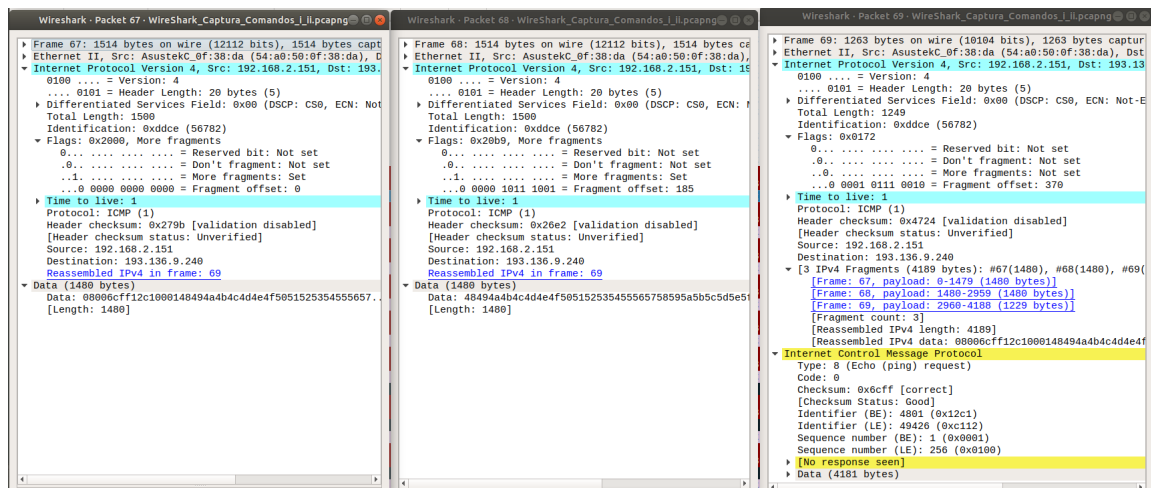 Wireshark · Packet 67 · WireShark_Captura_Comandos_i_ii.pcapng
Frame 67: 1514 bytes on wire (12112 bits), 1514 bytes capt
Ethernet II, Src: AsustekC_0f:38:da (54:a0:50:0f:38:da), D
Internet Protocol Version 4, Src: 192.168.2.151, Dst: 193.
0100 .... = Version: 4
.... 0101 = Header Length: 20 bytes (5)
Differentiated Services Field: 0x00 (DSCP: CS0, ECN: Not
Total Length: 1500
Identification: 0xddce (56782)
Flags: 0x2000, More fragments
0... .... .... .... = Reserved bit: Not set
.0.. .... .... .... = Don't fragment: Not set
..1. .... .... .... = More fragments: Set
...0 0000 0000 0000 = Fragment offset: 0
Time to live: 1
Protocol: ICMP (1)
Header checksum: 0x279b [validation disabled]
[Header checksum status: Unverified]
Source: 192.168.2.151
Destination: 193.136.9.240
Reassembled IPv4 in frame: 69
Data (1480 bytes)
Data: 08006cff12c1000148494a4b4c4d4e4f5051525354555657..
[Length: 1480]
Wireshark · Packet 68 · WireShark_Captura_Comandos_i_ii.pcapng
Frame 68: 1514 bytes on wire (12112 bits), 1514 bytes ca
Ethernet II, Src: AsustekC_0f:38:da (54:a0:50:0f:38:da),
Internet Protocol Version 4, Src: 192.168.2.151, Dst: 19
0100 .... = Version: 4
.... 0101 = Header Length: 20 bytes (5)
Differentiated Services Field: 0x00 (DSCP: CS0, ECN: N
Total Length: 1500
Identification: 0xddce (56782)
Flags: 0x20b9, More fragments
0... .... .... .... = Reserved bit: Not set
.0.. .... .... .... = Don't fragment: Not set
..1. .... .... .... = More fragments: Set
...0 0000 1011 1001 = Fragment offset: 185
Time to live: 1
Protocol: ICMP (1)
Header checksum: 0x26e2 [validation disabled]
[Header checksum status: Unverified]
Source: 192.168.2.151
Destination: 193.136.9.240
Reassembled IPv4 in frame: 69
Data (1480 bytes)
Data: 48494a4b4c4d4e4f505152535455565758595a5b5c5d5e5f
[Length: 1480]
Wireshark · Packet 69 · WireShark_Captura_Comandos_i_ii.pcapng
Frame 69: 1263 bytes on wire (10104 bits), 1263 bytes captur
Ethernet II, Src: AsustekC_0f:38:da (54:a0:50:0f:38:da), Dst
Internet Protocol Version 4, Src: 192.168.2.151, Dst: 193.13
0100 .... = Version: 4
.... 0101 = Header Length: 20 bytes (5)
Differentiated Services Field: 0x00 (DSCP: CS0, ECN: Not-E
Total Length: 1249
Identification: 0xddce (56782)
Flags: 0x0172
0... .... .... .... = Reserved bit: Not set
.0.. .... .... .... = Don't fragment: Not set
..0. .... .... .... = More fragments: Not set
...0 0001 0111 0010 = Fragment offset: 370
Time to live: 1
Protocol: ICMP (1)
Header checksum: 0x4724 [validation disabled]
[Header checksum status: Unverified]
Source: 192.168.2.151
Destination: 193.136.9.240
[3 IPv4 Fragments (4189 bytes): #67(1480), #68(1480), #69(
[Frame: 67, payload: 0-1479 (1480 bytes)]
[Frame: 68, payload: 1480-2959 (1480 bytes)]
[Frame: 69, payload: 2960-4188 (1229 bytes)]
[Fragment count: 3]
[Reassembled IPv4 length: 4189]
[Reassembled IPv4 data: 08006cff12c1000148494a4b4c4d4e4f
Internet Control Message Protocol
Type: 8 (Echo (ping) request)
Code: 0
Checksum: 0x6cff [correct]
[Checksum Status: Good]
Identifier (BE): 4801 (0x12c1)
Identifier (LE): 49426 (0xc112)
Sequence number (BE): 1 (0x0001)
Sequence number (LE): 256 (0x0100)
[No response seen]
Data (4181 bytes)